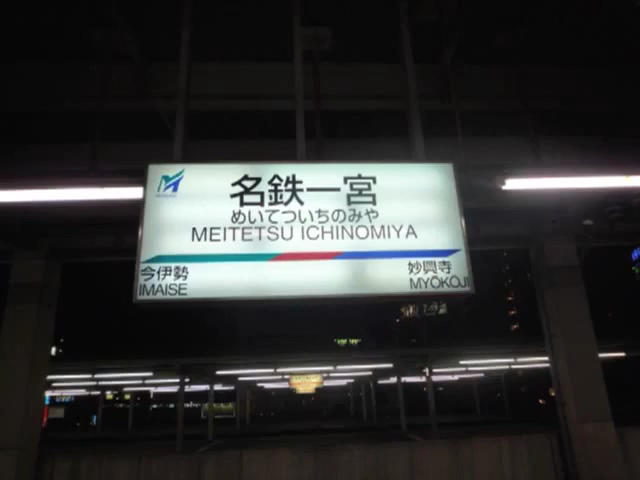 名鉄一宮
めいてついちのみや
MEITETSU ICHINOMIYA
今伊勢
IMAISE
妙興寺
MYŌKŌJI